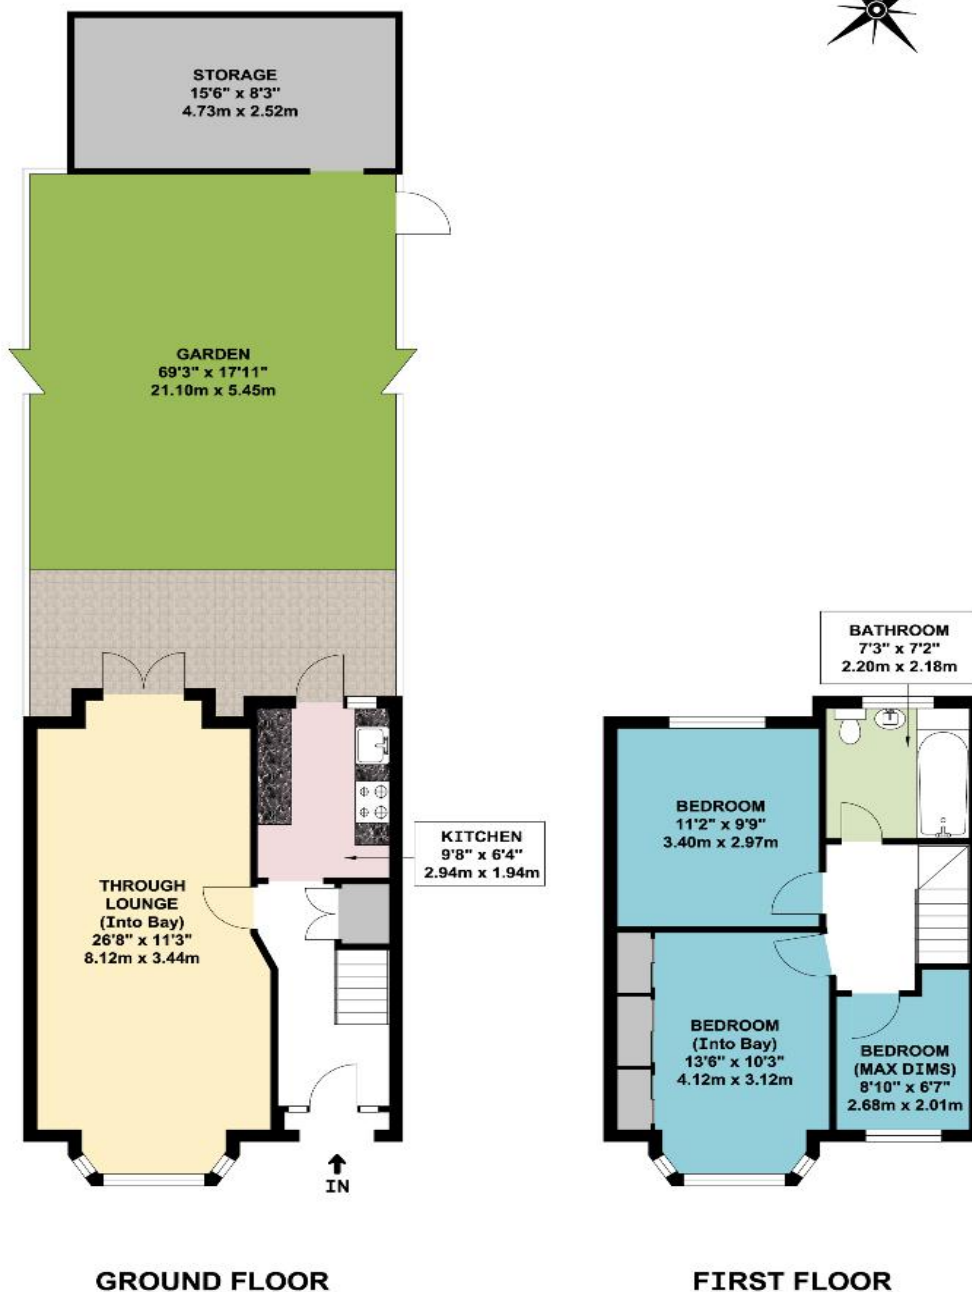 STORAGE
15'6" x 8'3"
4.73m x 2.52m
GARDEN
69'3" x 17'11"
21.10m x 5.45m
KITCHEN
9'8" x 6'4"
2.94m x 1.94m
THROUGH
LOUNGE
(Into Bay)
26'8" x 11'3"
8.12m x 3.44m
IN
GROUND FLOOR
BATHROOM
7'3" x 7'2"
2.20m x 2.18m
BEDROOM
11'2" x 9'9"
3.40m x 2.97m
BEDROOM
(Into Bay)
13'6" x 10'3"
4.12m x 3.12m
BEDROOM
(MAX DIMS)
8'10" x 6'7"
2.68m x 2.01m
FIRST FLOOR